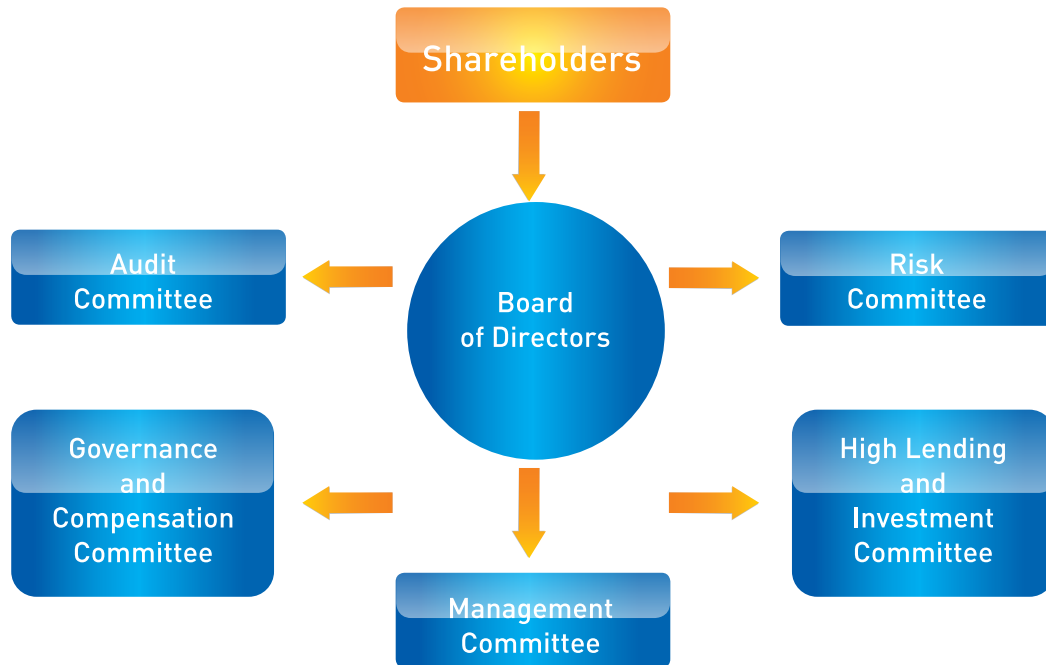 Shareholders
Audit
Committee
Risk
Committee
Board
of Directors
Governance
and
Compensation
Committee
High Lending
and
Investment
Committee
Management
Committee